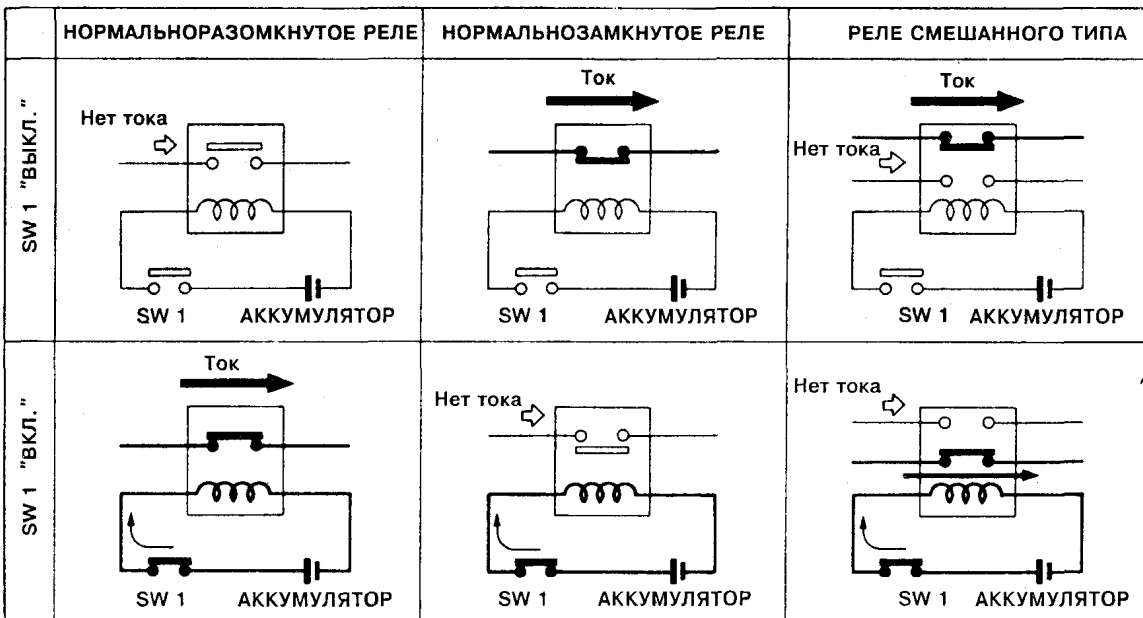 НОРМАЛЬНОРАЗОМКНУТОЕ РЕЛЕ
НОРМАЛЬНОЗАМКНУТОЕ РЕЛЕ
РЕЛЕ СМЕШАННОГО ТИПА
SW 1 "ВЫКЛ."
Нет тока
SW 1
АККУМУЛЯТОР
Ток
SW 1
АККУМУЛЯТОР
Ток
Нет тока
SW 1
АККУМУЛЯТОР
SW 1 "ВКЛ."
Ток
SW 1
АККУМУЛЯТОР
Нет тока
SW 1
АККУМУЛЯТОР
Нет тока
SW 1
АККУМУЛЯТОР